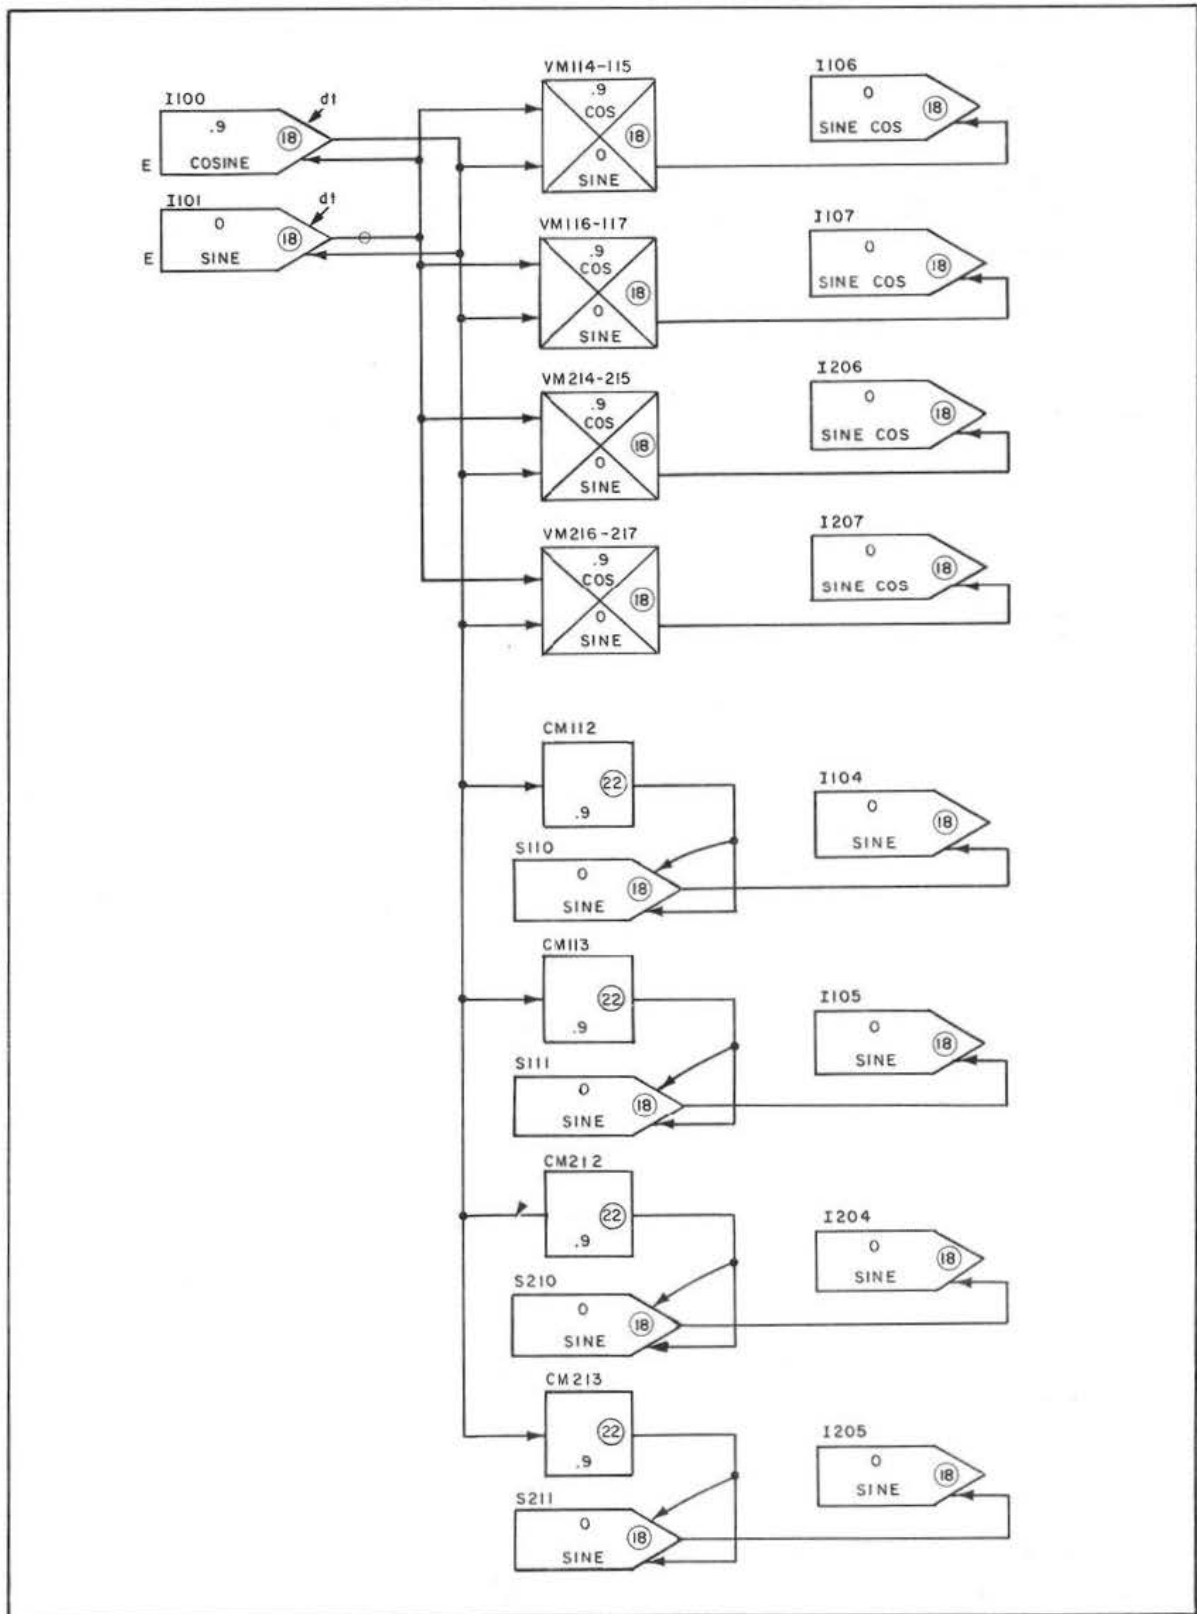 I100
dt
.9
18
COSINE
E
I101
dt
0
18
SINE
E
VM114-115
.9
COS
18
0
SINE
I106
0
18
SINE COS
VM116-117
.9
COS
18
0
SINE
I107
0
18
SINE COS
VM214-215
.9
COS
18
0
SINE
I206
0
18
SINE COS
VM216-217
.9
COS
18
0
SINE
I207
0
18
SINE COS
CM112
22
.9
S110
0
18
SINE
I104
0
18
SINE
CM113
22
.9
S111
0
18
SINE
I105
0
18
SINE
CM212
22
.9
S210
0
18
SINE
I204
0
18
SINE
CM213
22
.9
S211
0
18
SINE
I205
0
18
SINE